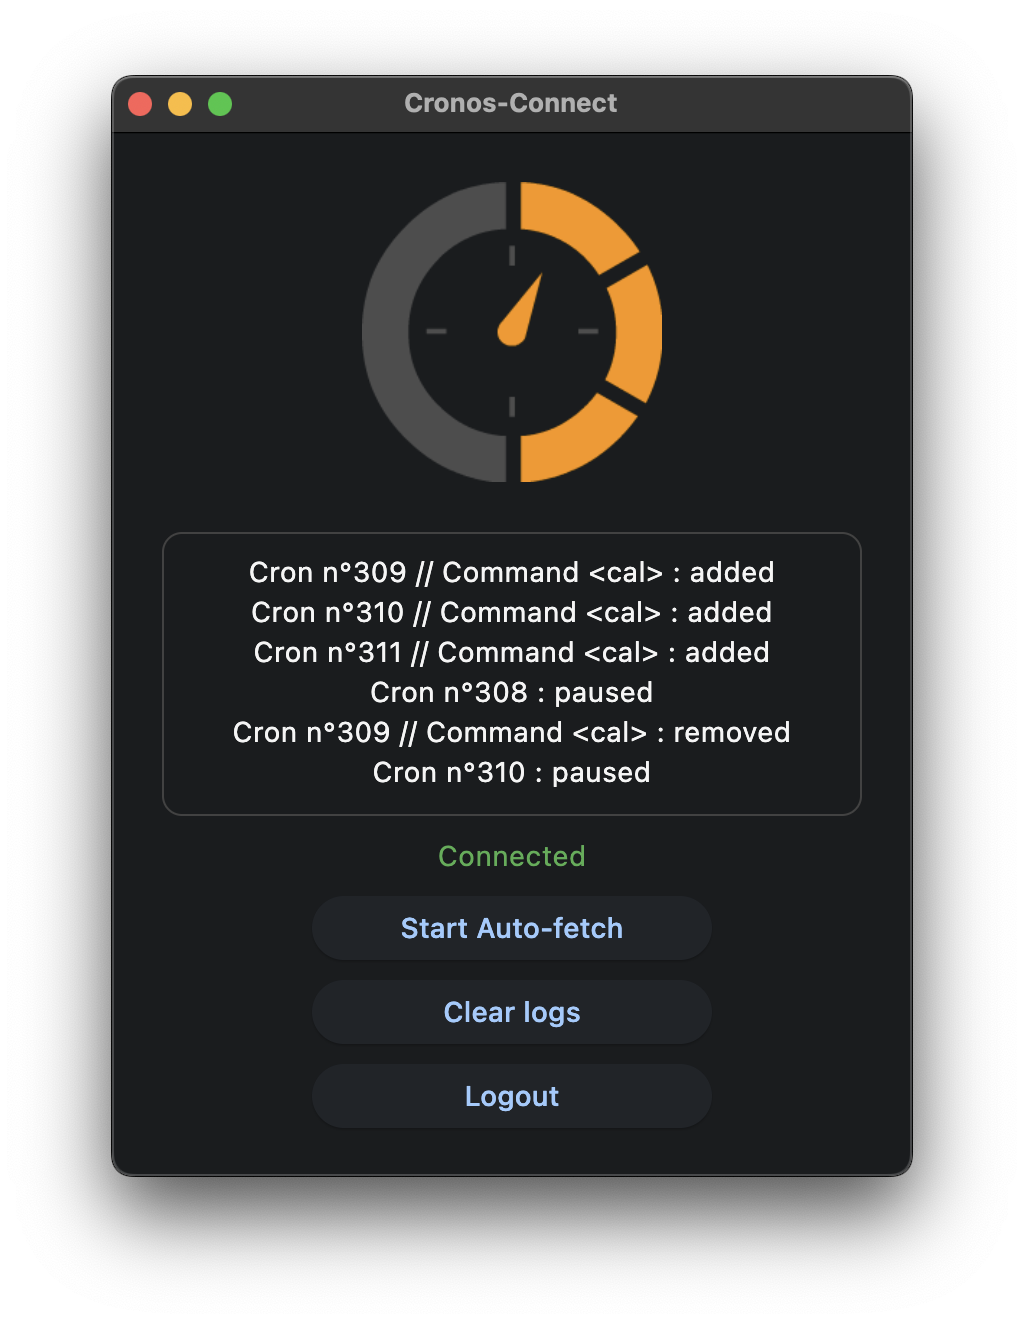 Cronos-Connect
Cron n°309 // Command <cal> : added
Cron n°310 // Command <cal> : added
Cron n°311 // Command <cal> : added
Cron n°308 : paused
Cron n°309 // Command <cal> : removed
Cron n°310 : paused
Connected
Start Auto-fetch
Clear logs
Logout